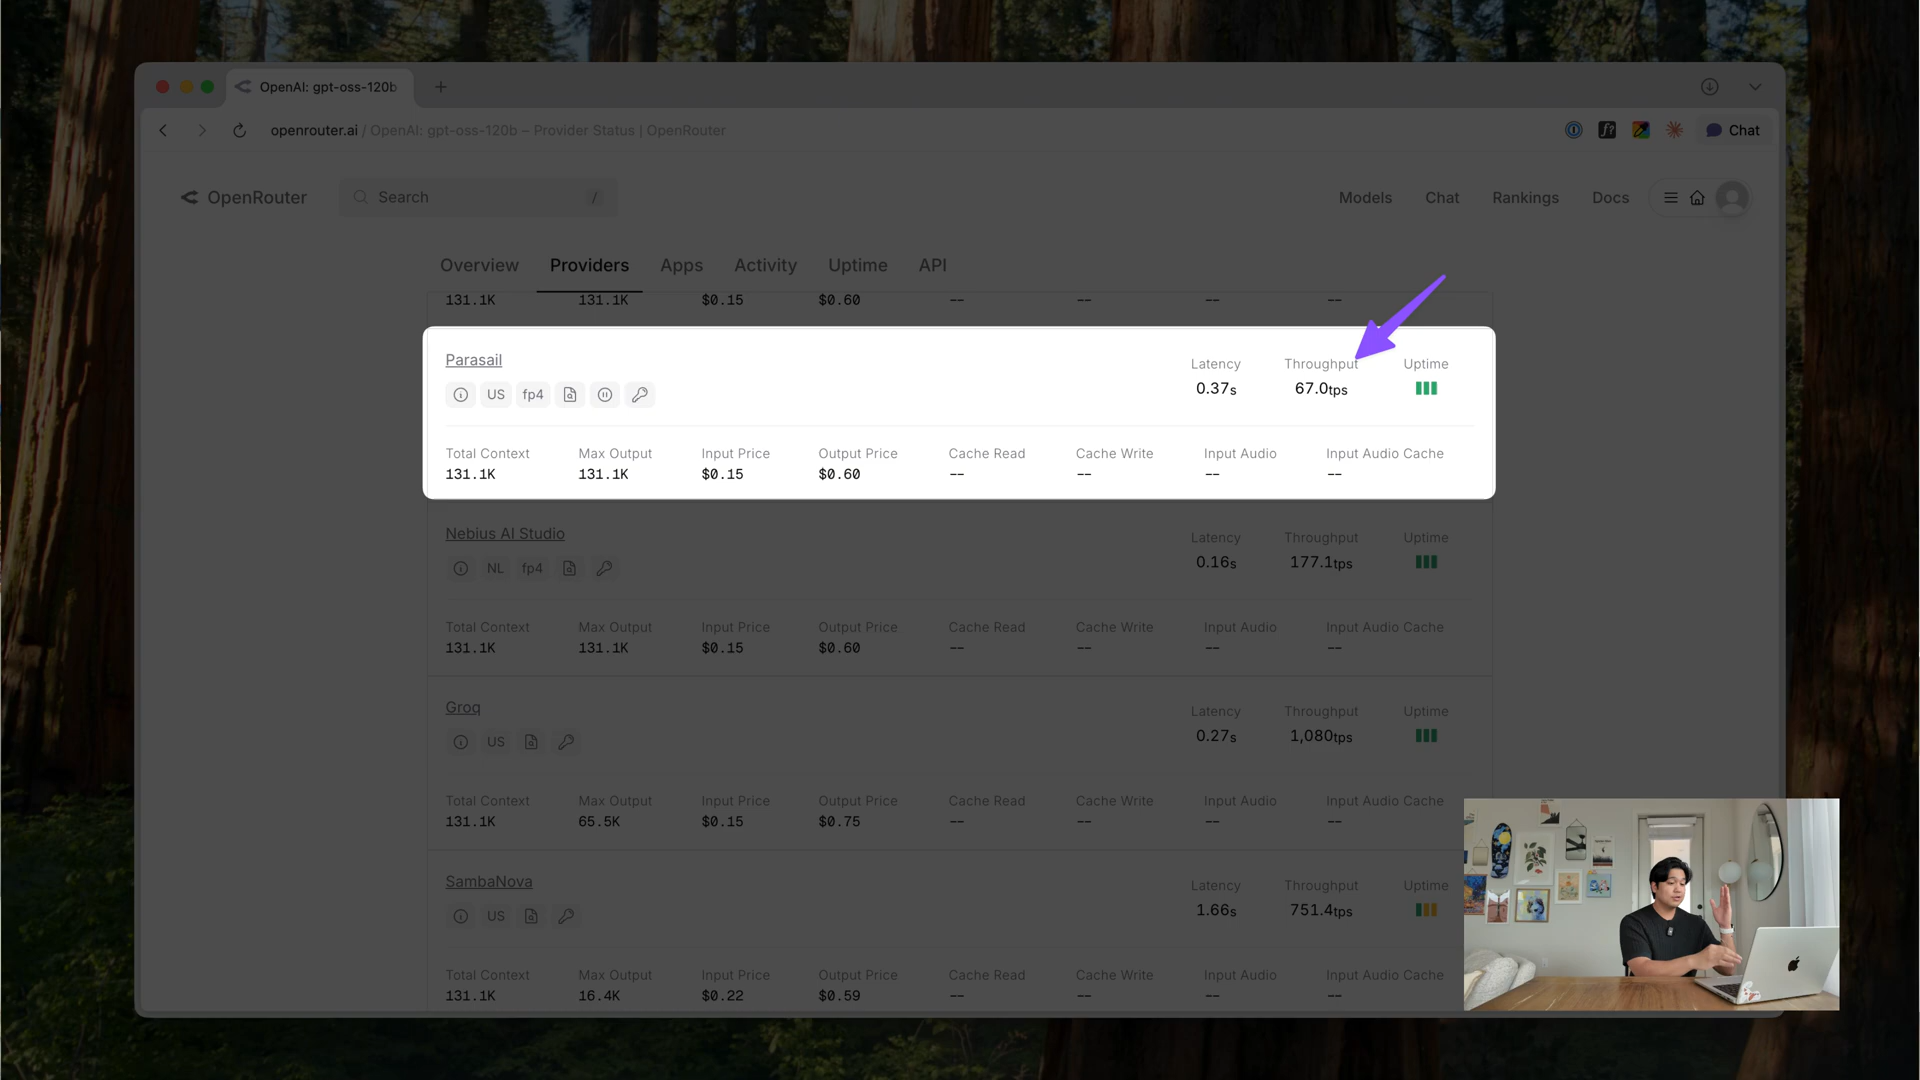 OpenAI: gpt-oss-120b
openrouter.ai / OpenAI: gpt-oss-120b – Provider Status | OpenRouter
Chat
OpenRouter
Search
/
Models
Chat
Rankings
Docs
Overview
Providers
Apps
Activity
Uptime
API
131.1K 131.1K $0.15 $0.60 -- -- -- --
Parasail
US fp4
Latency Throughput Uptime
0.37s 67.0tps
Total Context Max Output Input Price Output Price Cache Read Cache Write Input Audio Input Audio Cache
131.1K 131.1K $0.15 $0.60 -- -- -- --
Nebius AI Studio
NL fp4
Latency Throughput Uptime
0.16s 177.1tps
Total Context Max Output Input Price Output Price Cache Read Cache Write Input Audio Input Audio Cache
131.1K 131.1K $0.15 $0.60 -- -- -- --
Groq
US
Latency Throughput Uptime
0.27s 1,080tps
Total Context Max Output Input Price Output Price Cache Read Cache Write Input Audio Input Audio Cache
131.1K 65.5K $0.15 $0.75 -- -- -- --
SambaNova
US
Latency Throughput Uptime
1.66s 751.4tps
Total Context Max Output Input Price Output Price Cache Read Cache Write Input Audio Input Audio Cache
131.1K 16.4K $0.22 $0.59 -- -- -- --